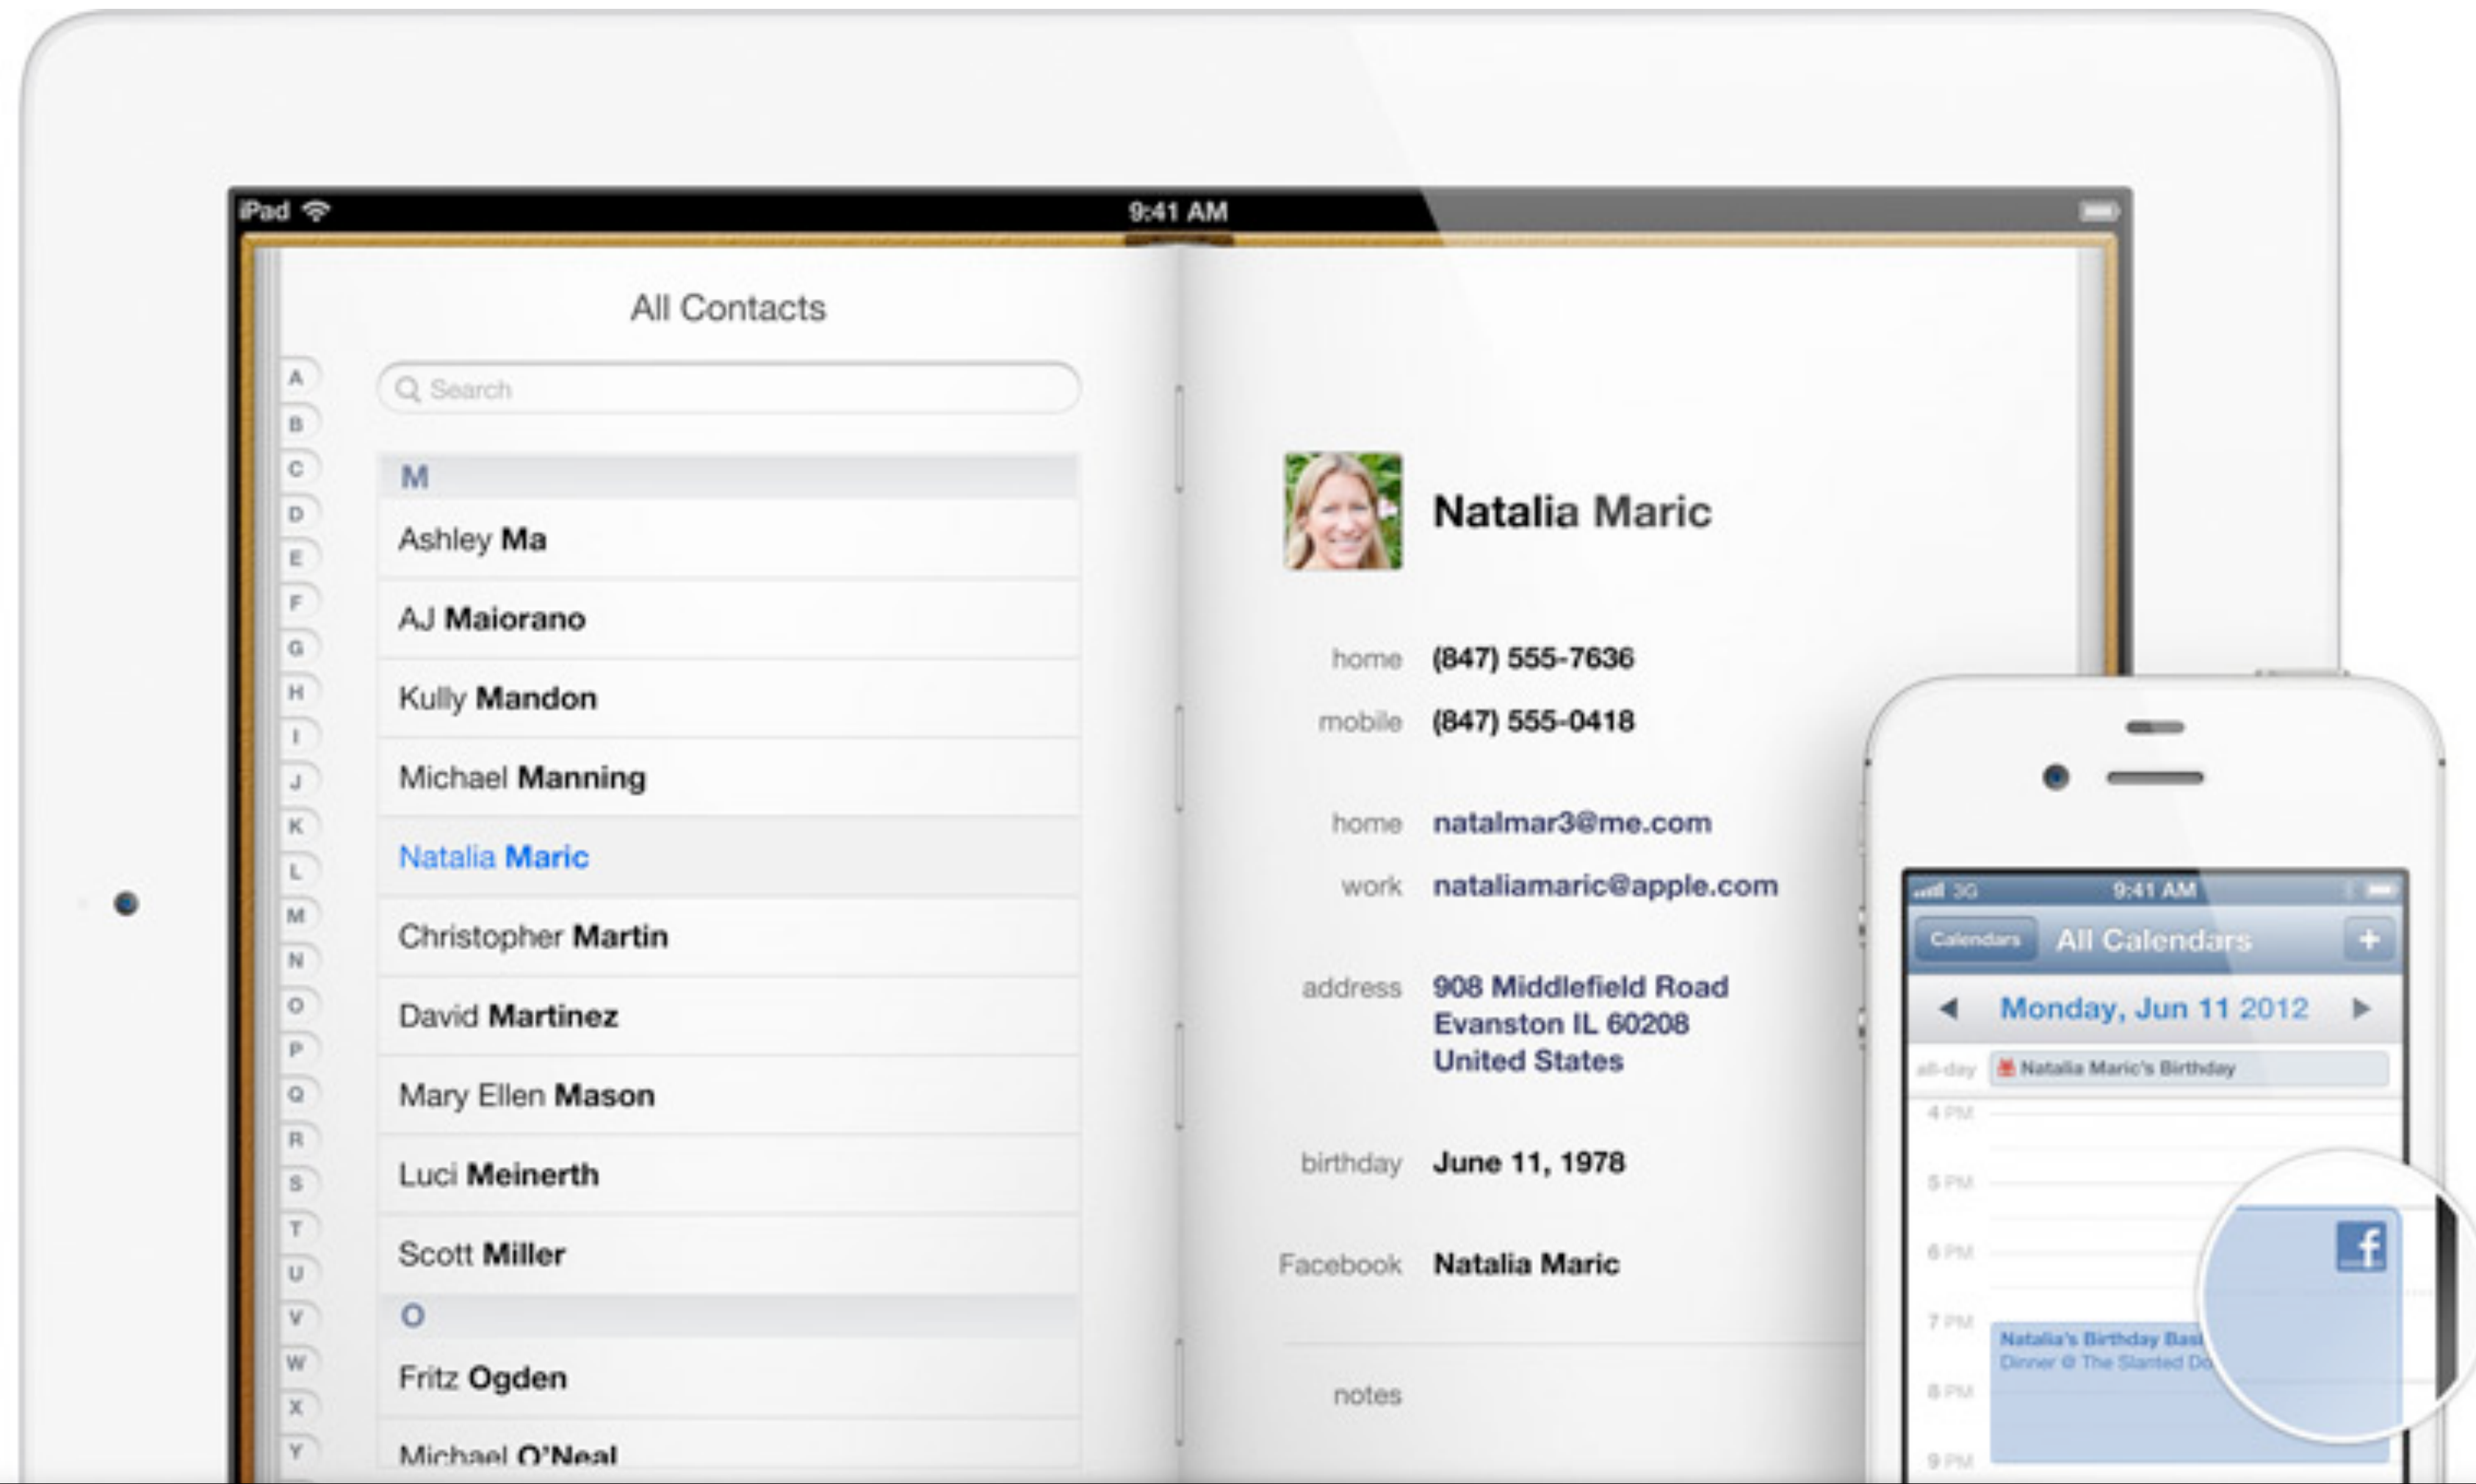 iPad
9:41 AM
All Contacts
Search
A
B
C
D
E
F
G
H
I
J
K
L
M
N
O
P
Q
R
S
T
U
V
W
X
Y
M
Ashley Ma
AJ Maiorano
Kully Mandon
Michael Manning
Natalia Maric
Christopher Martin
David Martinez
Mary Ellen Mason
Luci Meinerth
Scott Miller
O
Fritz Ogden
Michael O'Neal
Natalia Maric
home (847) 555-7636
mobile (847) 555-0418
home natalmar3@me.com
work nataliamaric@apple.com
address 908 Middlefield Road
Evanston IL 60208
United States
birthday June 11, 1978
Facebook Natalia Maric
notes
3G 9:41 AM
Calendars All Calendars +
Monday, Jun 11 2012
all-day Natalia Maric's Birthday
4 PM
5 PM
6 PM
f
7 PM
Natalia's Birthday
Dinner @ The Slanted
8 PM
9 PM